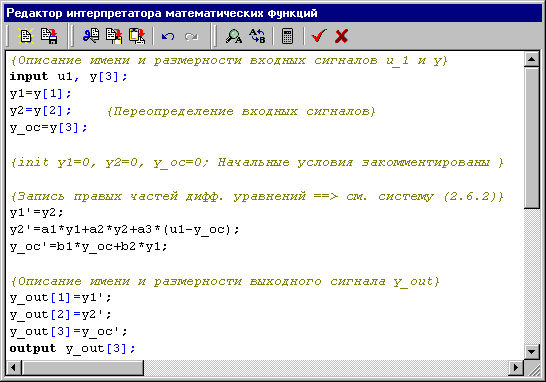 Редактор интерпретатора математических функций
{Описание имени и размерности входных сигналов u_1 и y}
input u1, y[3];
y1=y[1];
y2=y[2]; {Переопределение входных сигналов}
y_oc=y[3];
{init y1=0, y2=0, y_oc=0; Начальные условия закомментированы }
{Запись правых частей дифф. уравнений ==> см. систему (2.6.2)}
y1'=y2;
y2'=a1*y1+a2*y2+a3*(u1-y_oc);
y_oc'=b1*y_oc+b2*y1;
{Описание имени и размерности выходного сигнала y_out}
y_out[1]=y1';
y_out[2]=y2';
y_out[3]=y_oc';
output y_out[3];